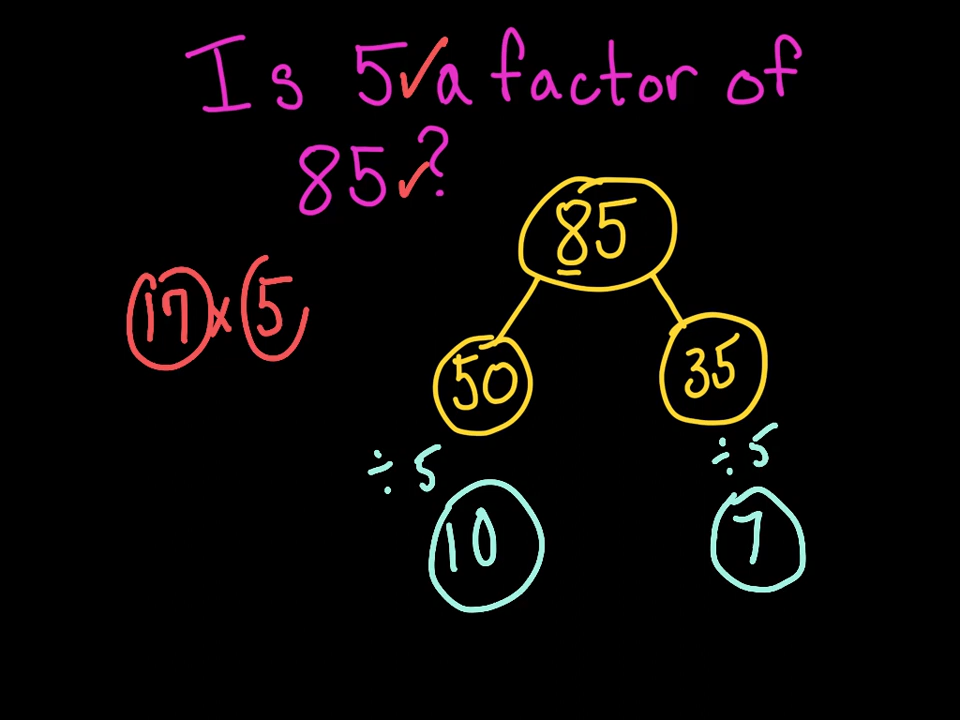 Is 5✓a factor of
85✓?
85
17 x 5
50 35
÷ 5 ÷ 5
10 7